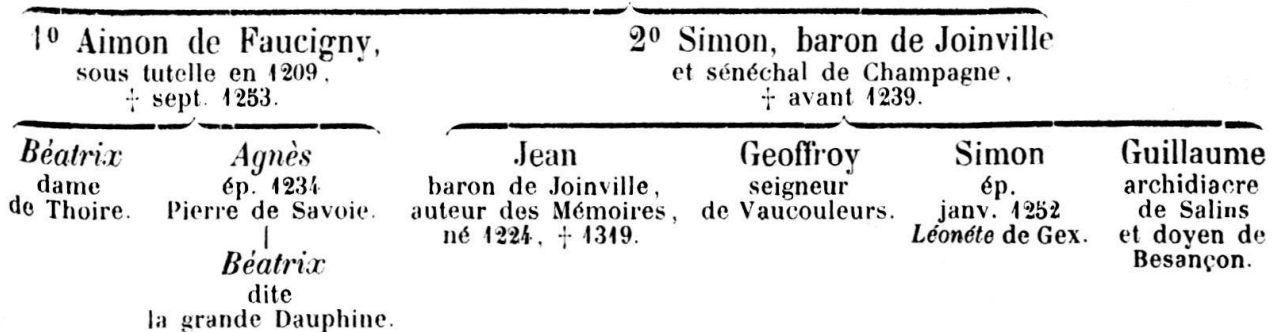 1º Aimon de Faucigny,
sous tutelle en 1209,
† sept. 1253.
2º Simon, baron de Joinville
et sénéchal de Champagne,
† avant 1239.
Béatrix
dame
de Thoire.
Agnès
ép. 1234
Pierre de Savoie.
Béatrix
dite
la grande Dauphine.
Jean
baron de Joinville,
auteur des Mémoires,
né 1224, † 1319.
Geoffroy
seigneur
de Vaucouleurs.
Simon
ép.
janv. 1252
Léonéte de Gex.
Guillaume
archidiacre
de Salins
et doyen de
Besançon.